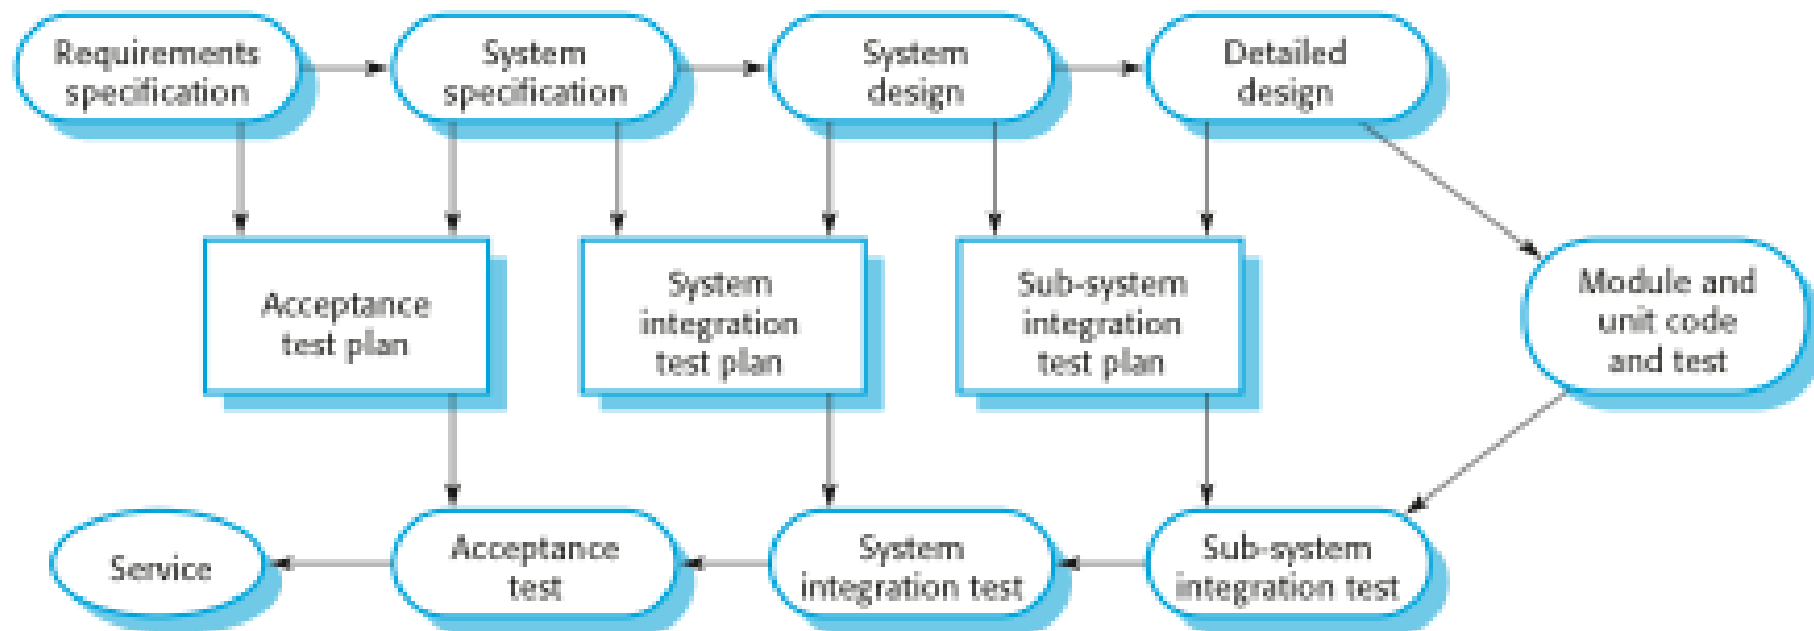 Requirements
specification
System
specification
System
design
Detailed
design
Acceptance
test plan
System
integration
test plan
Sub-system
integration
test plan
Module and
unit code
and test
Service
Acceptance
test
System
integration test
Sub-system
integration test